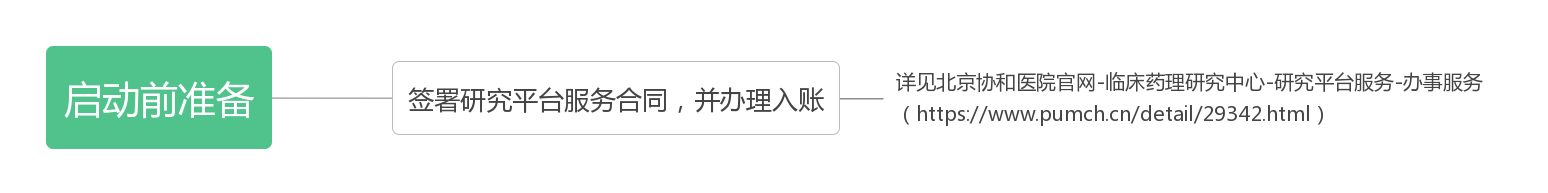 启动前准备
签署研究平台服务合同，并办理入账
详见北京协和医院官网-临床药理研究中心-研究平台服务-办事服务
（https://www.pumch.cn/detail/29342.html）